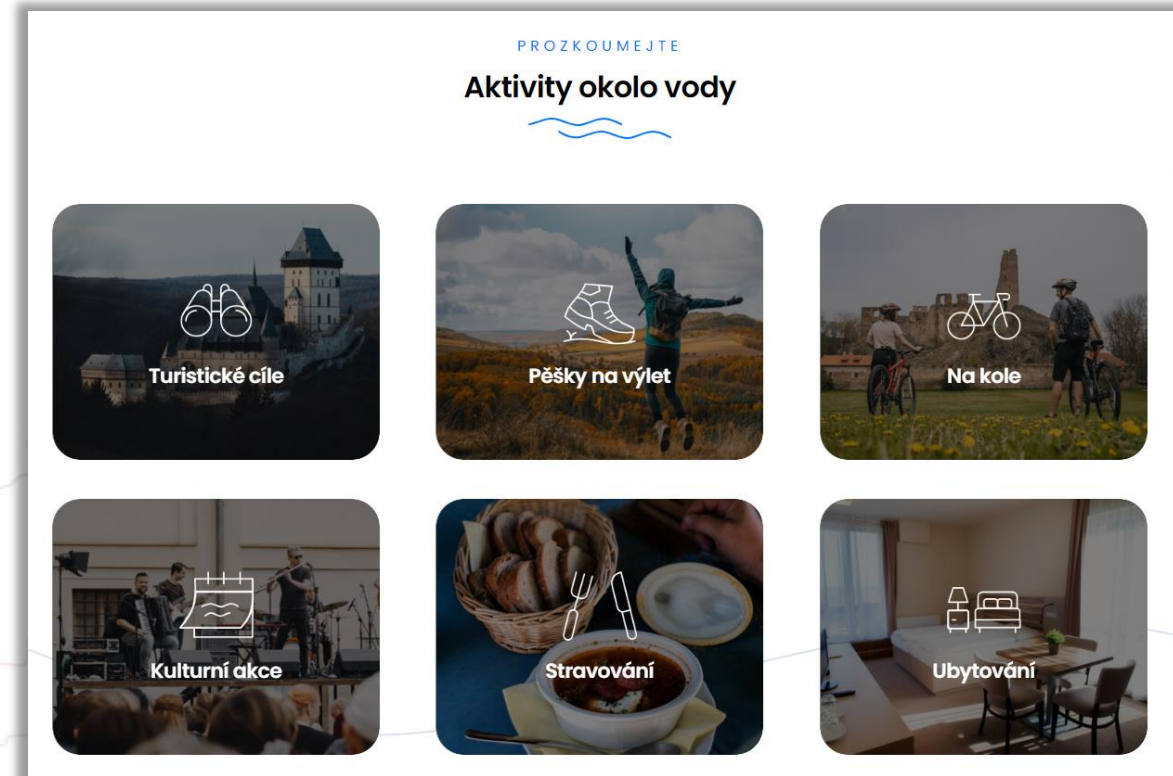 PROZKOUMEJTE
Aktivity okolo vody
Turistické cíle
Pěšky na výlet
Na kole
Kulturní akce
Stravování
Ubytování